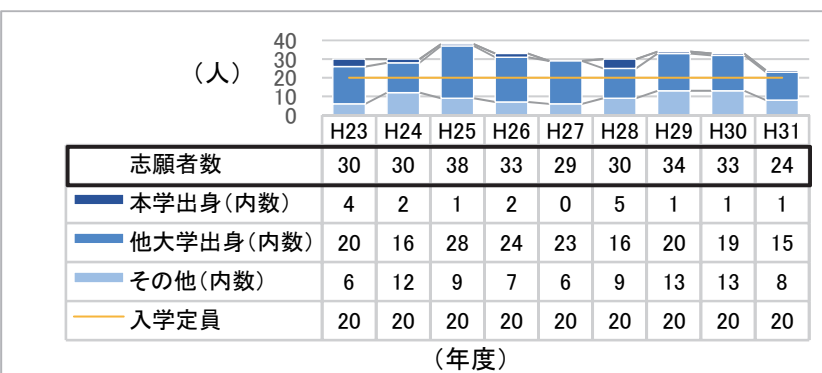 (人)
40
30
20
10
0
H23 H24 H25 H26 H27 H28 H29 H30 H31
志願者数 30 30 38 33 29 30 34 33 24
本学出身(内数) 4 2 1 2 0 5 1 1 1
他大学出身(内数) 20 16 28 24 23 16 20 19 15
その他(内数) 6 12 9 7 6 9 13 13 8
入学定員 20 20 20 20 20 20 20 20 20
(年度)